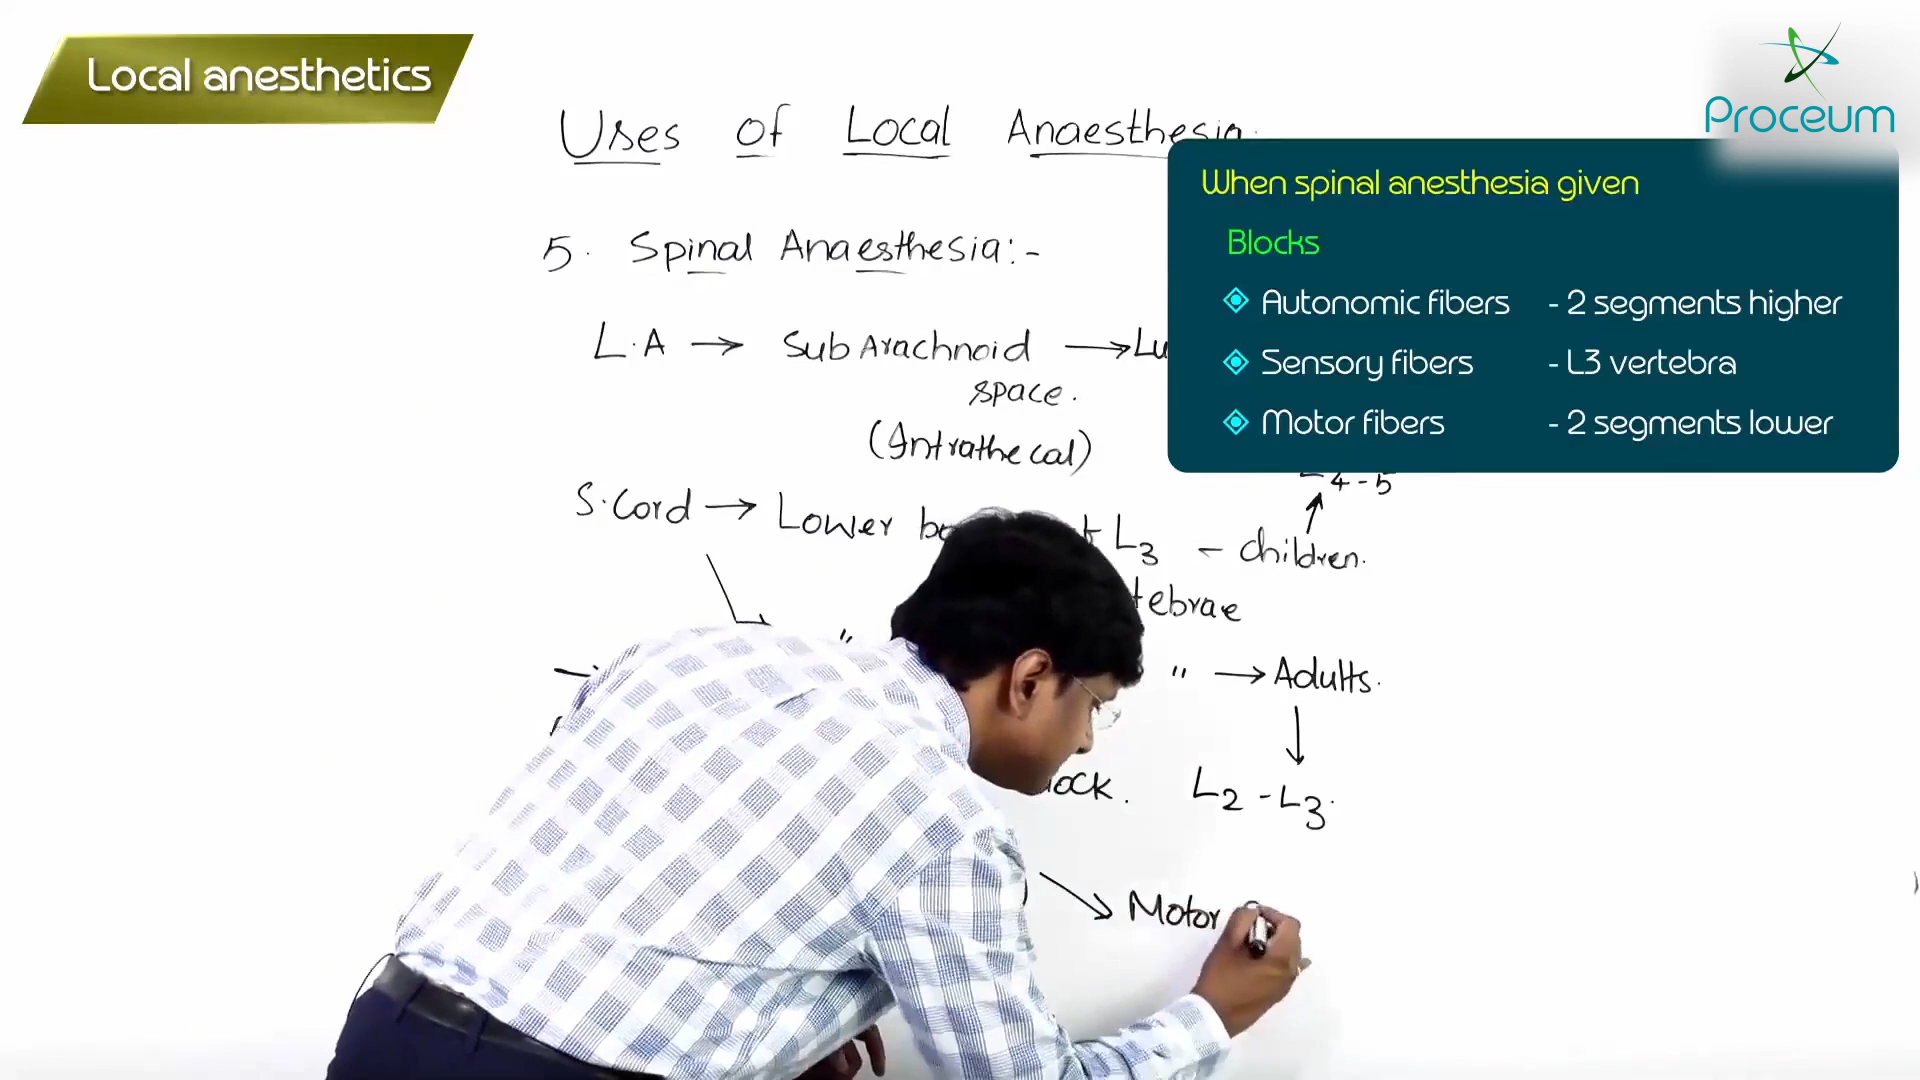 Local anesthetics
Proceum
Uses of Local Anaesthesia.
When spinal anesthesia given
Blocks
Autonomic fibers - 2 segments higher
Sensory fibers - L3 vertebra
Motor fibers - 2 segments lower
5. Spinal Anaesthesia:-
L.A → Sub Arachnoid → Lu
space.
(Intrathecal)
4-5
S.Cord → Lower L3 - children.
tebrae
" " → Adults.
ock. L2 - L3.
Motor